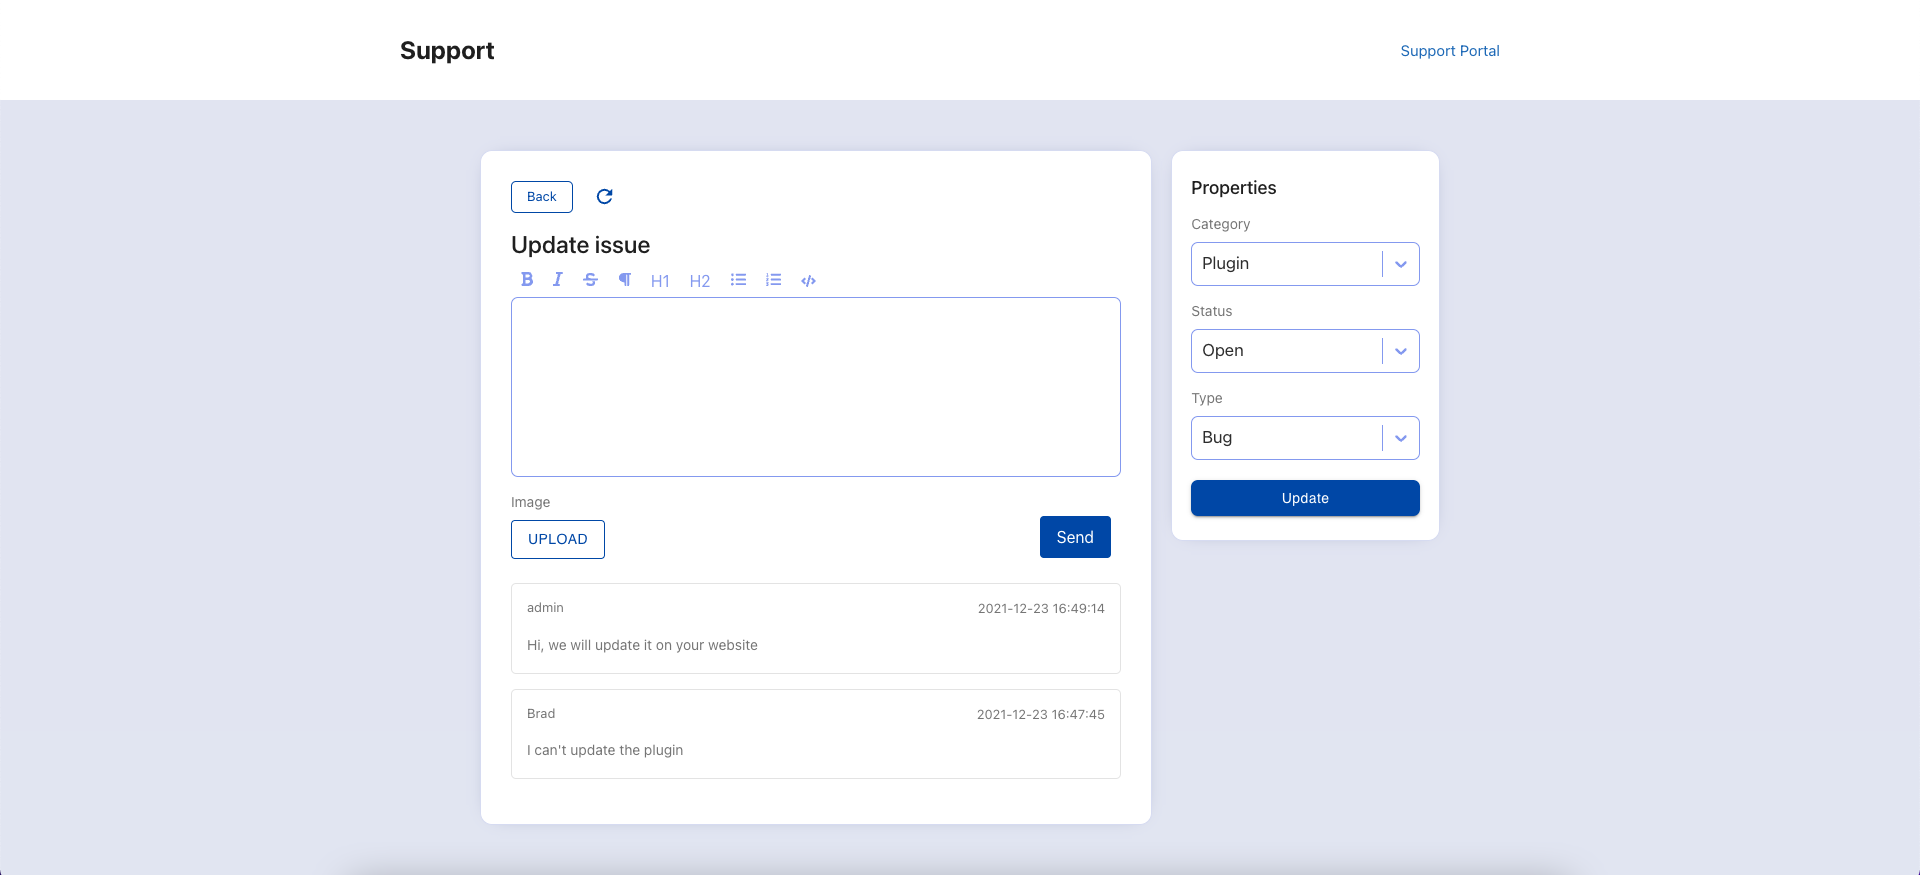 Support
Support Portal
Back
Update issue
H1 H2
Image
UPLOAD
Send
admin
2021-12-23 16:49:14
Hi, we will update it on your website
Brad
2021-12-23 16:47:45
I can't update the plugin
Properties
Category
Plugin
Status
Open
Type
Bug
Update